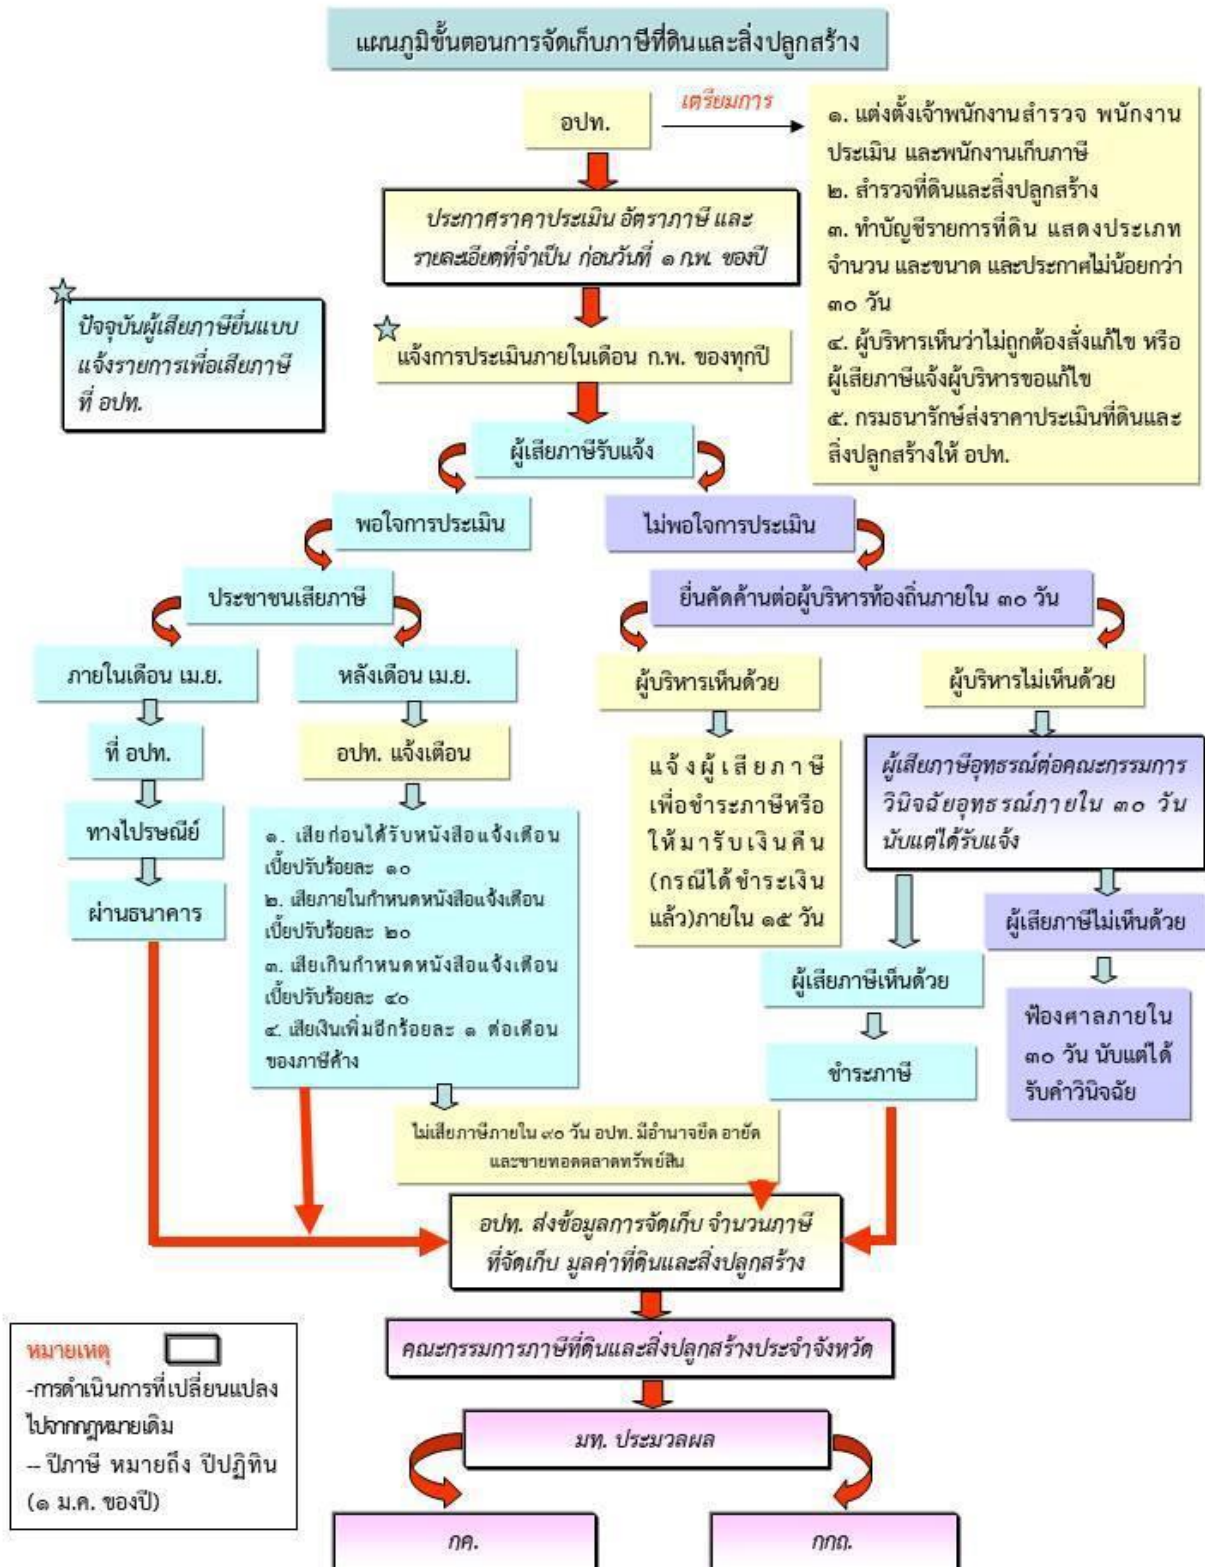 แผนภูมิขั้นตอนการจัดเก็บภาษีที่ดินและสิ่งปลูกสร้าง
อปท.
เตรียมการ
๑. แต่งตั้งเจ้าพนักงานสำรวจ พนักงาน
ประเมิน และพนักงานเก็บภาษี
๒. สำรวจที่ดินและสิ่งปลูกสร้าง
๓. ทำบัญชีรายการที่ดิน แสดงประเภท
จำนวน และขนาด และประกาศไม่น้อยกว่า
๓๐ วัน
๔. ผู้บริหารเห็นว่าไม่ถูกต้องสั่งแก้ไข หรือ
ผู้เสียภาษีแจ้งผู้บริหารขอแก้ไข
๕. กรมธนารักษ์ส่งราคาประเมินที่ดินและ
สิ่งปลูกสร้างให้ อปท.
ประกาศราคาประเมิน อัตราภาษี และ
รายละเอียดที่จำเป็น ก่อนวันที่ ๑ ก.พ. ของปี
ปัจจุบันผู้เสียภาษียื่นแบบ
แจ้งรายการเพื่อเสียภาษี
ที่ อปท.
แจ้งการประเมินภายในเดือน ก.พ. ของทุกปี
ผู้เสียภาษีรับแจ้ง
พอใจการประเมิน
ไม่พอใจการประเมิน
ประชาชนเสียภาษี
ยื่นคัดค้านต่อผู้บริหารท้องถิ่นภายใน ๓๐ วัน
ภายในเดือน เม.ย.
หลังเดือน เม.ย.
ผู้บริหารเห็นด้วย
ผู้บริหารไม่เห็นด้วย
ที่ อปท.
ทางไปรษณีย์
ผ่านธนาคาร
อปท. แจ้งเตือน
๑. เสียก่อนได้รับหนังสือแจ้งเตือน
เบี้ยปรับร้อยละ ๑๐
๒. เสียภายในกำหนดหนังสือแจ้งเตือน
เบี้ยปรับร้อยละ ๒๐
๓. เสียเกินกำหนดหนังสือแจ้งเตือน
เบี้ยปรับร้อยละ ๔๐
๔. เสียเงินเพิ่มอีกร้อยละ ๑ ต่อเดือน
ของภาษีค้าง
แจ้งผู้เสียภาษี
เพื่อชำระภาษีหรือ
ให้มารับเงินคืน
(กรณีได้ชำระเงิน
แล้ว)ภายใน ๑๕ วัน
ผู้เสียภาษีอุทธรณ์ต่อคณะกรรมการ
วินิจฉัยอุทธรณ์ภายใน ๓๐ วัน
นับแต่ได้รับแจ้ง
ผู้เสียภาษีไม่เห็นด้วย
ผู้เสียภาษีเห็นด้วย
ชำระภาษี
ฟ้องศาลภายใน
๓๐ วัน นับแต่ได้
รับคำวินิจฉัย
ไม่เสียภาษีภายใน ๙๐ วัน อปท. มีอำนาจยึด อายัด
และขายทอดตลาดทรัพย์สิน
อปท. ส่งข้อมูลการจัดเก็บ จำนวนภาษี
ที่จัดเก็บ มูลค่าที่ดินและสิ่งปลูกสร้าง
คณะกรรมการภาษีที่ดินและสิ่งปลูกสร้างประจำจังหวัด
มท. ประมวลผล
กค.
กกถ.
หมายเหตุ
-การดำเนินการที่เปลี่ยนแปลง
ไปจากกฎหมายเดิม
-- ปีภาษี หมายถึง ปีปฏิทิน
(๑ ม.ค. ของปี)